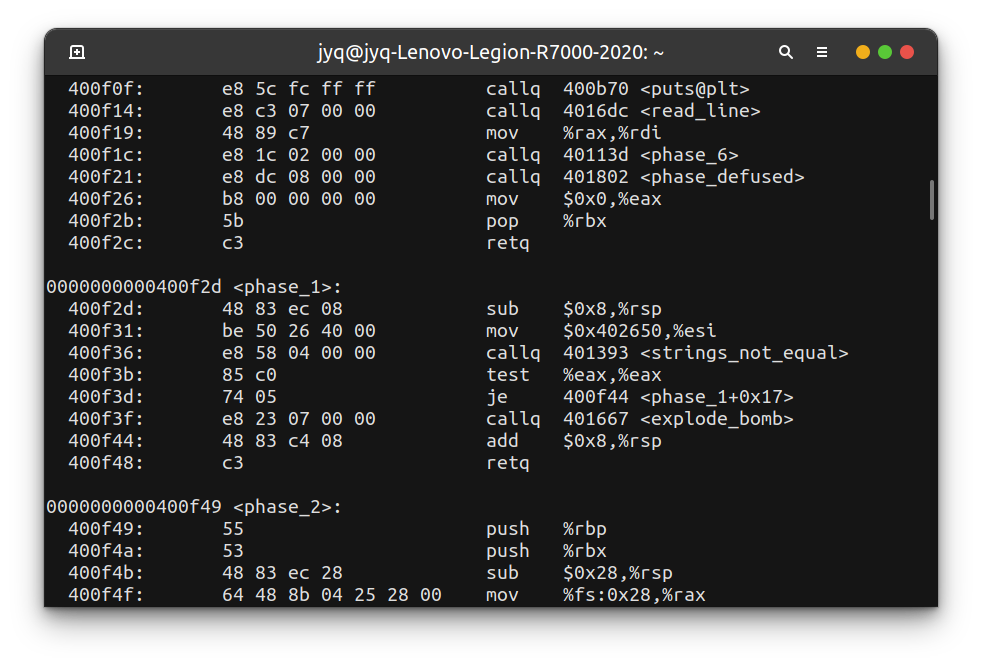 jyq@jyq-Lenovo-Legion-R7000-2020: ~
400f0f: e8 5c fc ff ff callq 400b70 <puts@plt>
400f14: e8 c3 07 00 00 callq 4016dc <read_line>
400f19: 48 89 c7 mov %rax,%rdi
400f1c: e8 1c 02 00 00 callq 40113d <phase_6>
400f21: e8 dc 08 00 00 callq 401802 <phase_defused>
400f26: b8 00 00 00 00 mov $0x0,%eax
400f2b: 5b pop %rbx
400f2c: c3 retq
0000000000400f2d <phase_1>:
400f2d: 48 83 ec 08 sub $0x8,%rsp
400f31: be 50 26 40 00 mov $0x402650,%esi
400f36: e8 58 04 00 00 callq 401393 <strings_not_equal>
400f3b: 85 c0 test %eax,%eax
400f3d: 74 05 je 400f44 <phase_1+0x17>
400f3f: e8 23 07 00 00 callq 401667 <explode_bomb>
400f44: 48 83 c4 08 add $0x8,%rsp
400f48: c3 retq
0000000000400f49 <phase_2>:
400f49: 55 push %rbp
400f4a: 53 push %rbx
400f4b: 48 83 ec 28 sub $0x28,%rsp
400f4f: 64 48 8b 04 25 28 00 mov %fs:0x28,%rax